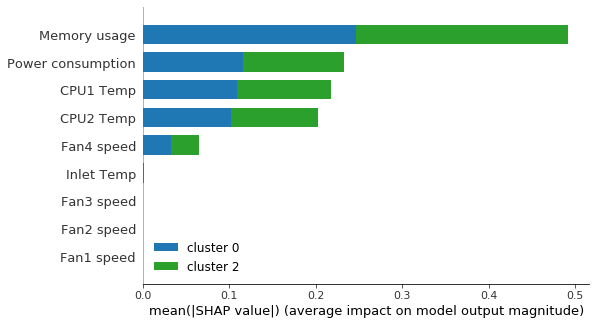 Memory usage
Power consumption
CPU1 Temp
CPU2 Temp
Fan4 speed
Inlet Temp
Fan3 speed
Fan2 speed
Fan1 speed
cluster 0
cluster 2
0.0 0.1 0.2 0.3 0.4 0.5
mean(|SHAP value|) (average impact on model output magnitude)